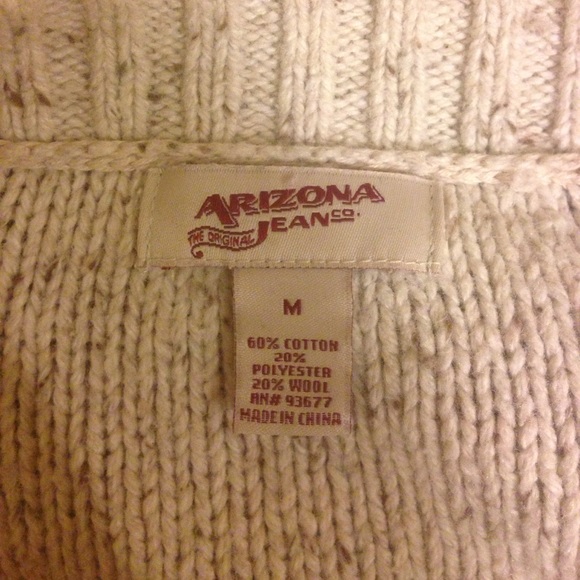 ARIZONA
THE ORIGINAL JEAN CO.
M
60% COTTON
20%
POLYESTER
20% WOOL
RN# 93677
MADE IN CHINA